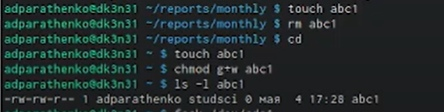 adparathenko@dk3n31 ~/reports/monthly $ touch abc1
adparathenko@dk3n31 ~/reports/monthly $ rm abc1
adparathenko@dk3n31 ~/reports/monthly $ cd
adparathenko@dk3n31 ~ $ touch abc1
adparathenko@dk3n31 ~ $ chmod g+w abc1
adparathenko@dk3n31 ~ $ ls -l abc1
-rw-rw-r-- 1 adparathenko studsci 0 мая 4 17:28 abc1